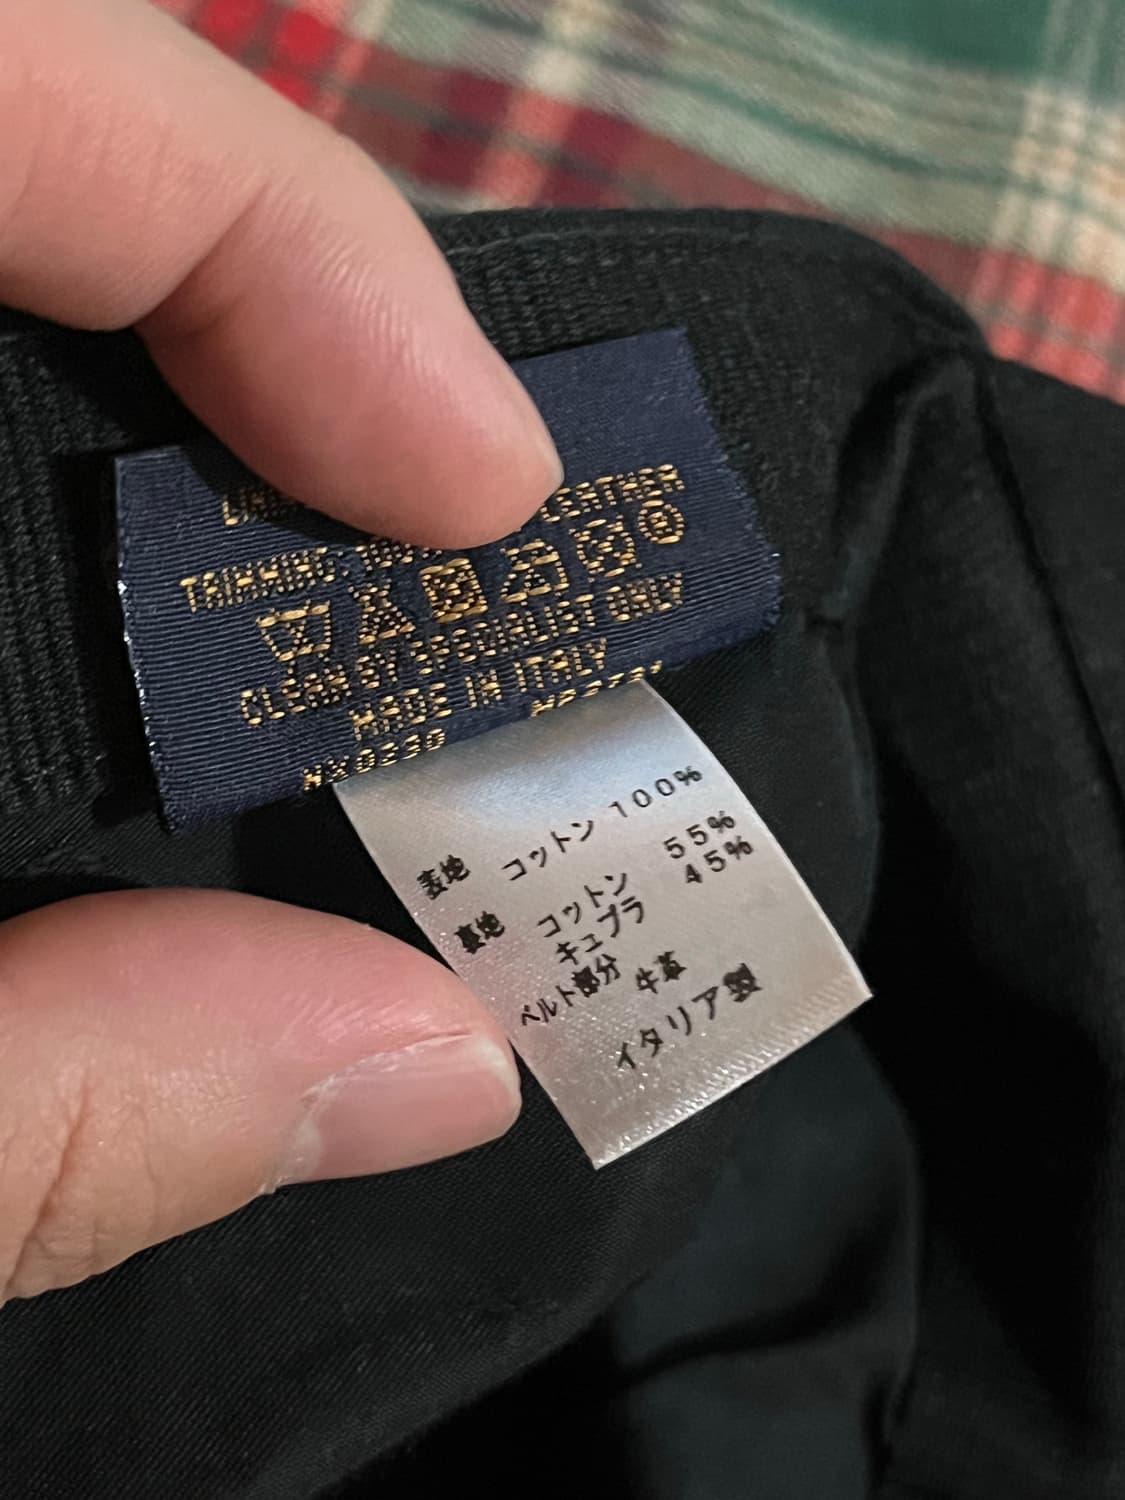 LEATHER
TRIMMING: 100%
CLEAN BY SPECIALIST ONLY
MADE IN ITALY
表地 コットン 100%
裏地 コットン 55%
キュプラ 45%
ベルト部分 牛革
イタリア製